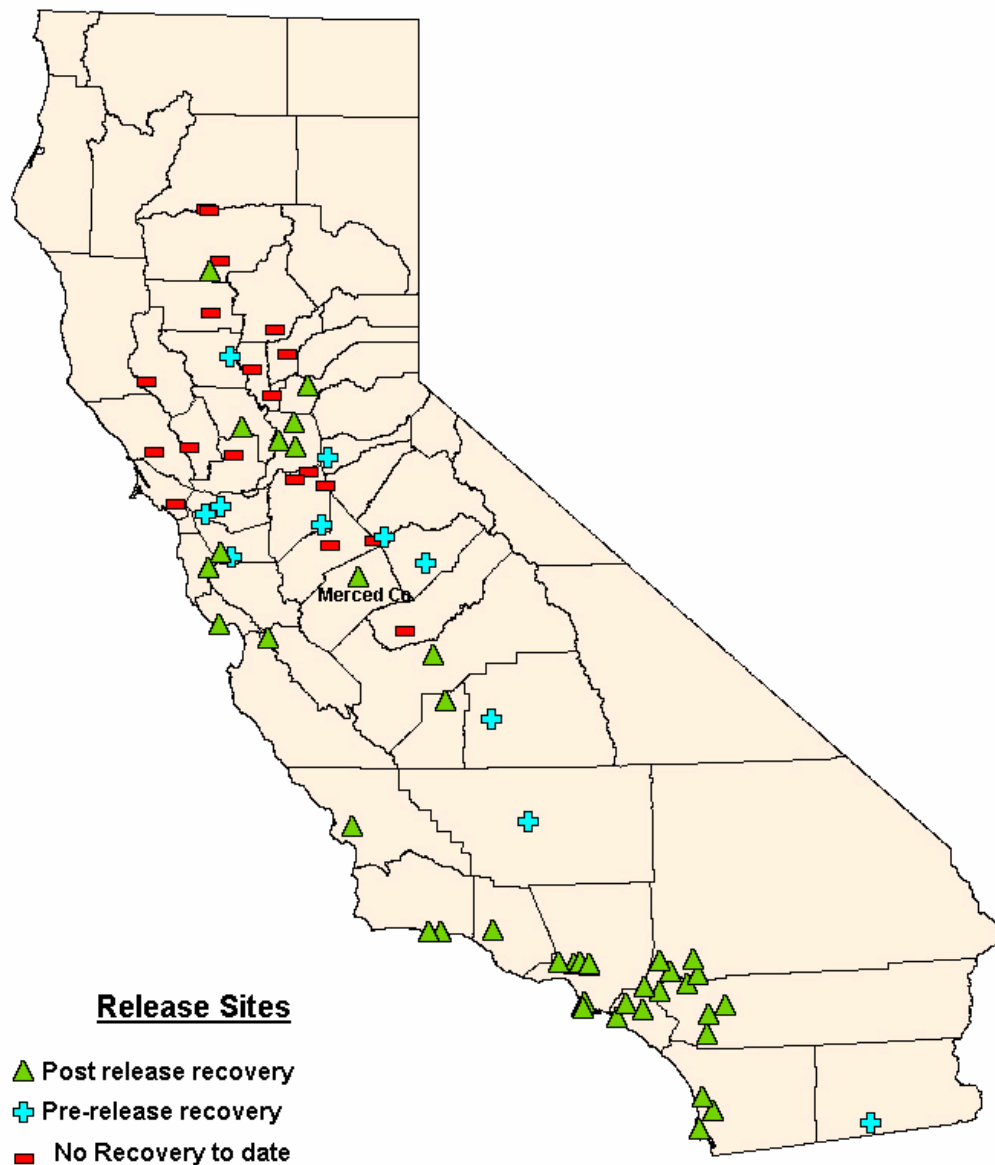 Merced Co.
Release Sites
Post release recovery
Pre-release recovery
No Recovery to date